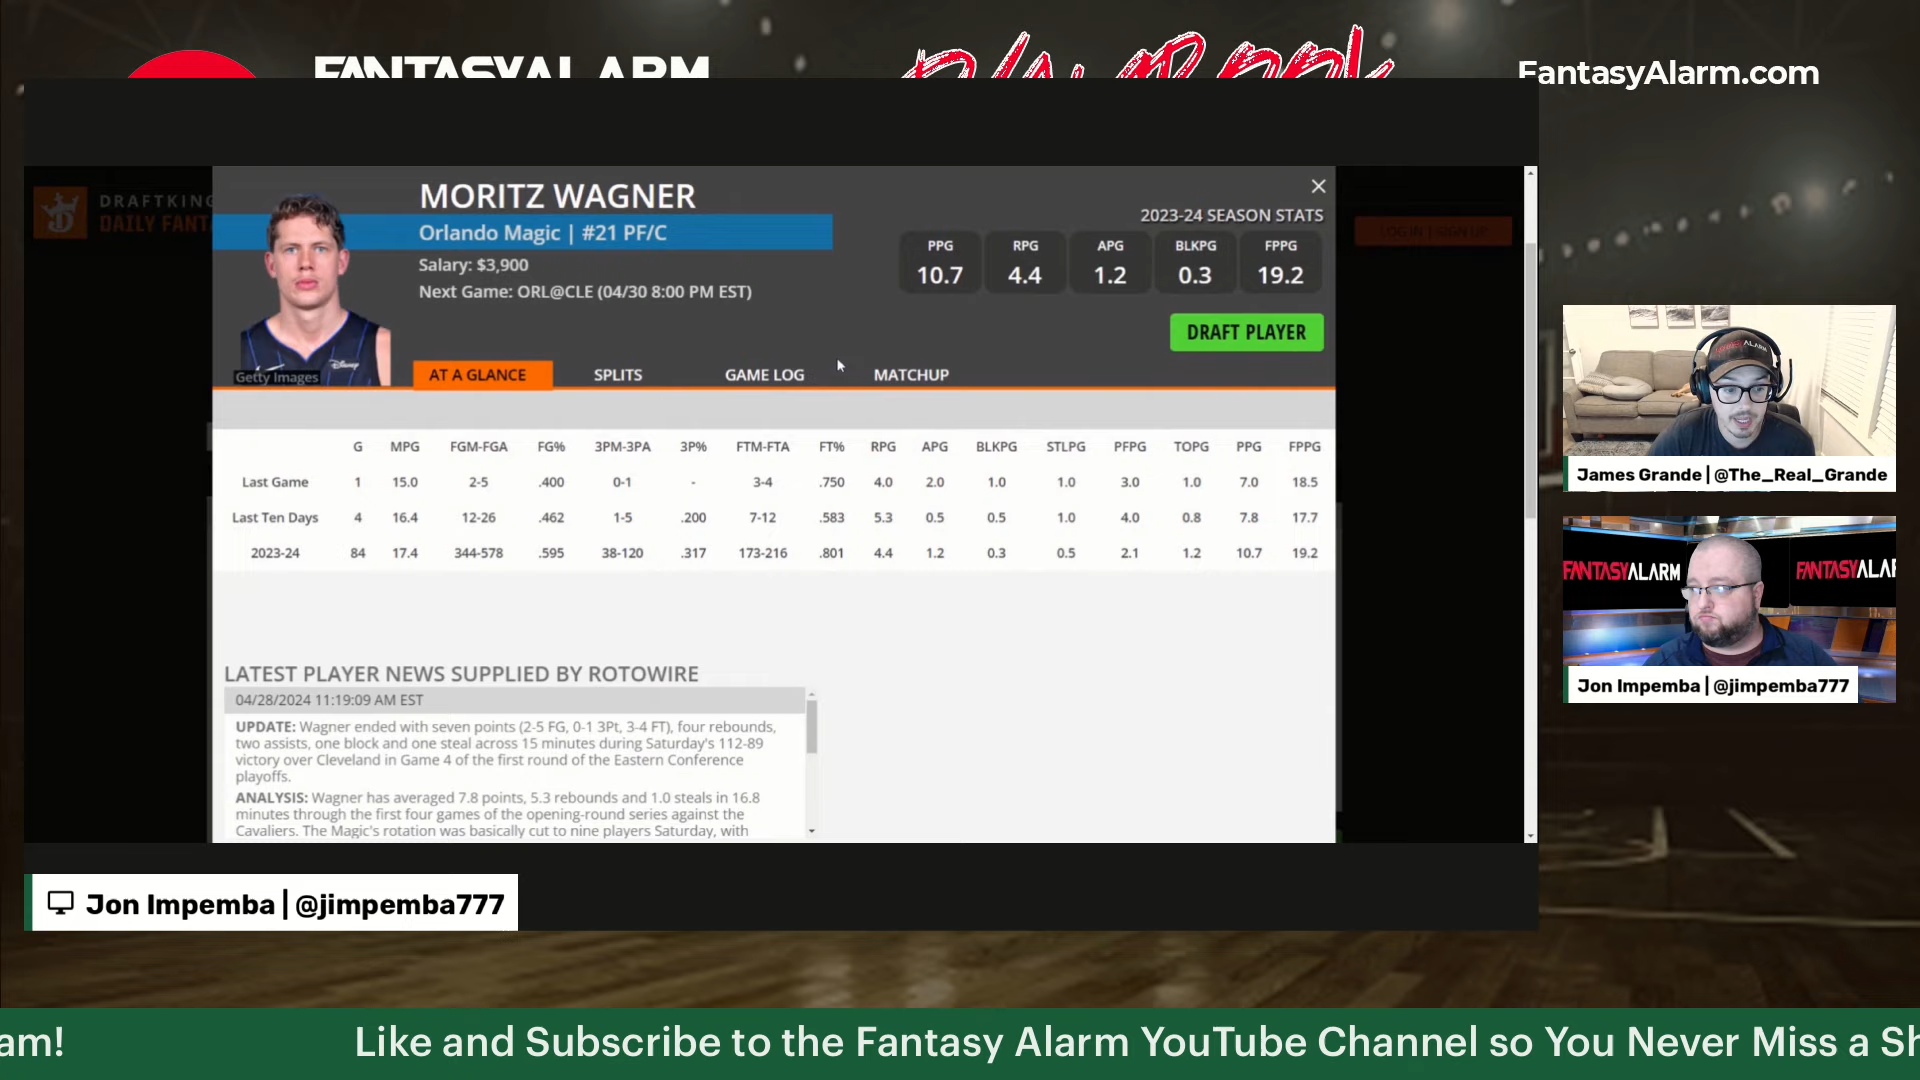 FANTASYALARM
PLAYER POOL
FantasyAlarm.com
DRAFTKING
DAILY FANT
MORITZ WAGNER
Orlando Magic | #21 PF/C
Salary: $3,900
Next Game: ORL@CLE (04/30 8:00 PM EST)
2023-24 SEASON STATS
PPG RPG APG BLKPG FPPG
10.7 4.4 1.2 0.3 19.2
DRAFT PLAYER
LOG IN | SIGN UP
Disney
Getty Images
AT A GLANCE SPLITS GAME LOG MATCHUP
G MPG FGM-FGA FG% 3PM-3PA 3P% FTM-FTA FT% RPG APG BLKPG STLPG PFPG TOPG PPG FPPG
Last Game 1 15.0 2-5 .400 0-1 - 3-4 .750 4.0 2.0 1.0 1.0 3.0 1.0 7.0 18.5
Last Ten Days 4 16.4 12-26 .462 1-5 .200 7-12 .583 5.3 0.5 0.5 1.0 4.0 0.8 7.8 17.7
2023-24 84 17.4 344-578 .595 38-120 .317 173-216 .801 4.4 1.2 0.3 0.5 2.1 1.2 10.7 19.2
LATEST PLAYER NEWS SUPPLIED BY ROTOWIRE
04/28/2024 11:19:09 AM EST
UPDATE: Wagner ended with seven points (2-5 FG, 0-1 3Pt, 3-4 FT), four rebounds,
two assists, one block and one steal across 15 minutes during Saturday's 112-89
victory over Cleveland in Game 4 of the first round of the Eastern Conference
playoffs.
ANALYSIS: Wagner has averaged 7.8 points, 5.3 rebounds and 1.0 steals in 16.8
minutes through the first four games of the opening-round series against the
Cavaliers. The Magic's rotation was basically cut to nine players Saturday, with
James Grande | @The_Real_Grande
FANTASYALARM
FANTASYALAR
Jon Impemba | @jimpemba777
Jon Impemba | @jimpemba777
am! Like and Subscribe to the Fantasy Alarm YouTube Channel so You Never Miss a Sh